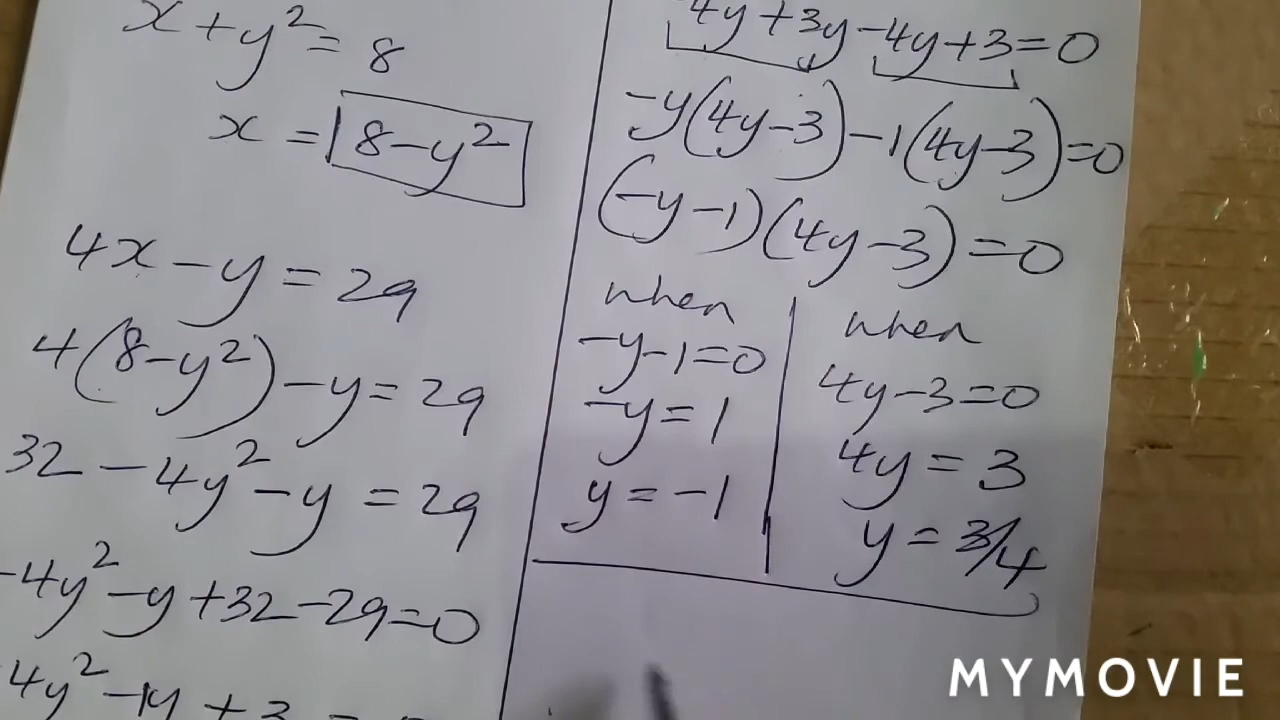 x + y² = 8
x = 8 - y²
4x - y = 29
4(8 - y²) - y = 29
32 - 4y² - y = 29
-4y² - y + 32 - 29 = 0
4y² - 1y + 3 =
4y + 3y - 4y + 3 = 0
-y(4y - 3) - 1(4y - 3) = 0
(-y - 1)(4y - 3) = 0
when
-y - 1 = 0
-y = 1
y = -1
when
4y - 3 = 0
4y = 3
y = 3/4
MYMOVIE